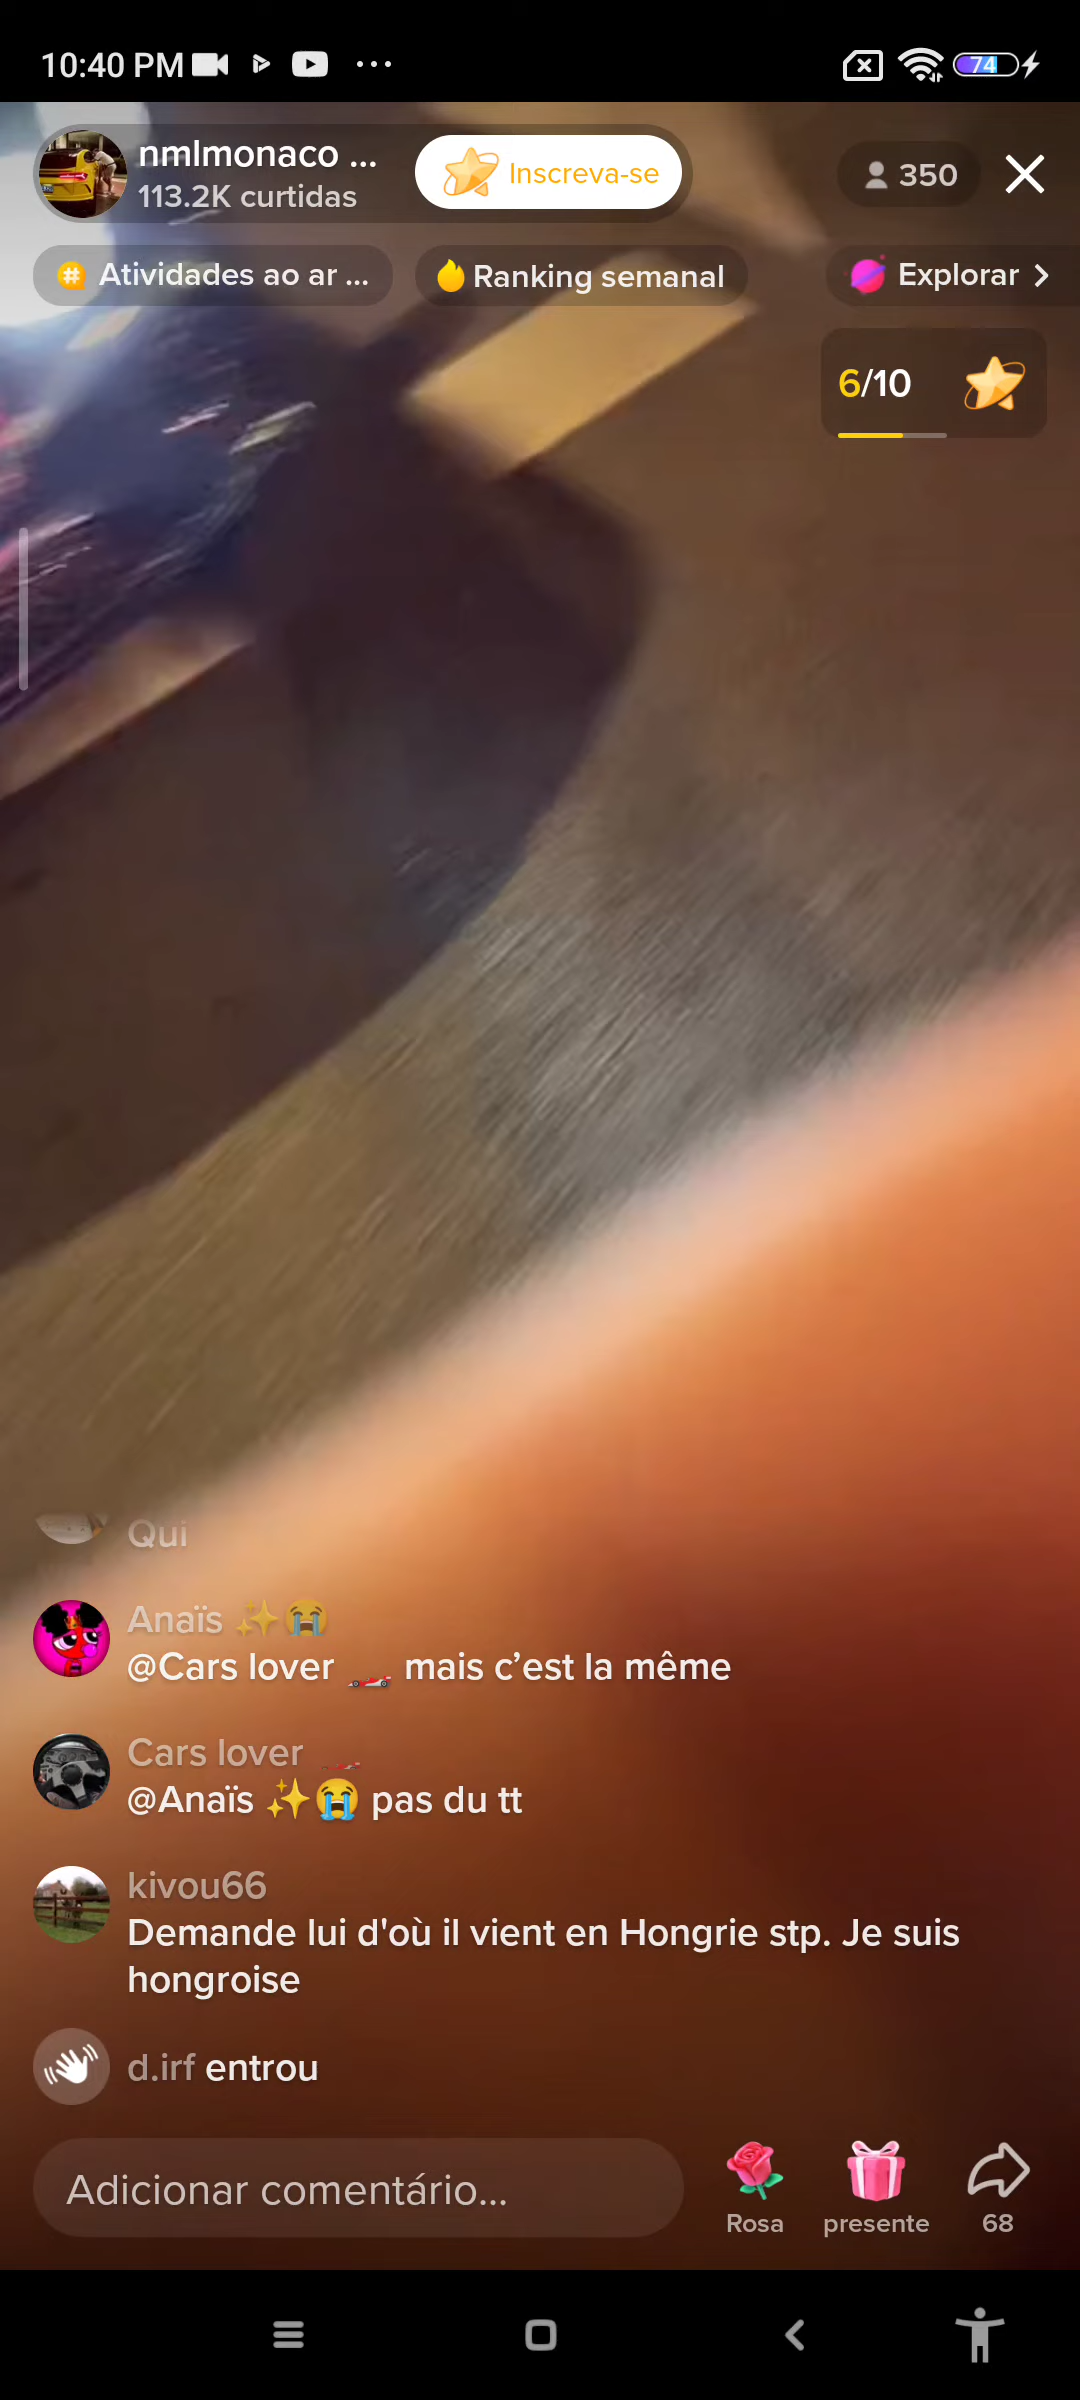 10:40 PM
74
nmlmonaco ...
113.2K curtidas
Inscreva-se
350
Atividades ao ar ...
Ranking semanal
Explorar
6/10
Qui
Anaïs ✨😭
@Cars lover 🏎️ mais c’est la même
Cars lover 🏎️
@Anaïs ✨😭 pas du tt
kivou66
Demande lui d'où il vient en Hongrie stp. Je suis
hongroise
d.irf entrou
Adicionar comentário...
Rosa
presente
68